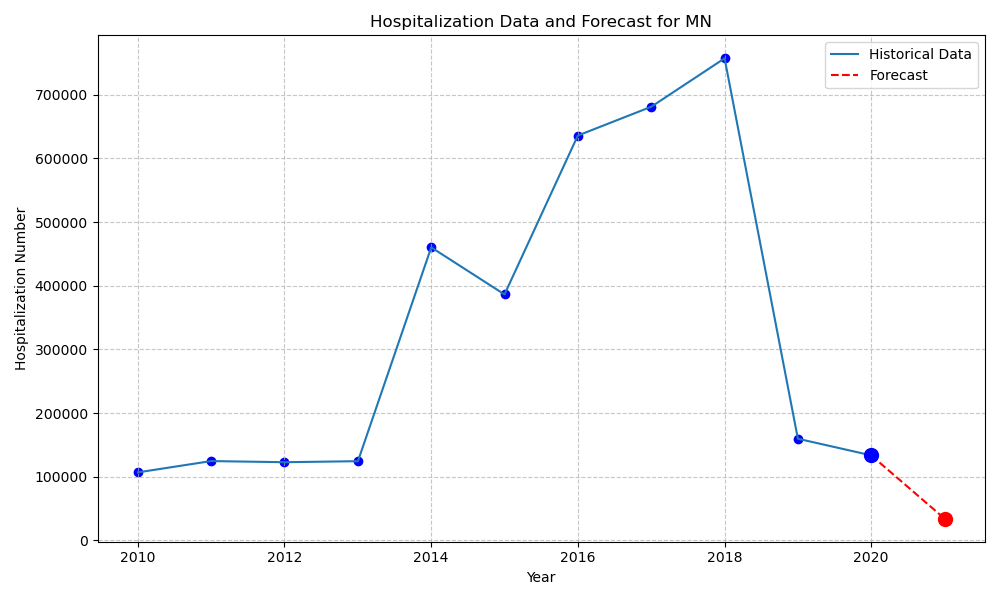 Hospitalization Data and Forecast for MN
Historical Data
Forecast
Hospitalization Number
700000
600000
500000
400000
300000
200000
100000
0
2010
2012
2014
2016
2018
2020
Year